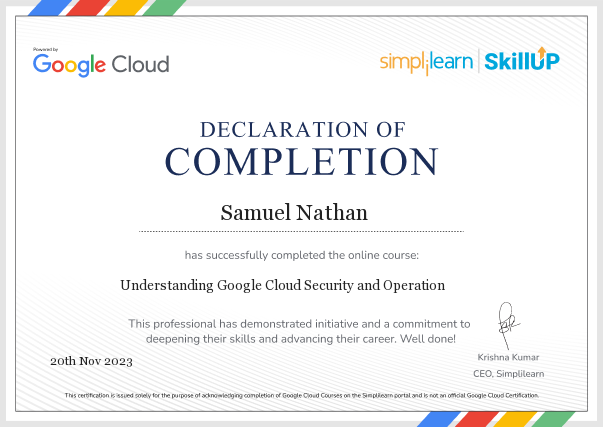 Powered by
Google Cloud
simplilearn | SkillUP
DECLARATION OF
COMPLETION
Samuel Nathan
has successfully completed the online course:
Understanding Google Cloud Security and Operation
This professional has demonstrated initiative and a commitment to
deepening their skills and advancing their career. Well done!
20th Nov 2023
Krishna Kumar
CEO, Simplilearn
This certification is issued solely for the purpose of acknowledging completion of Google Cloud Courses on the Simplilearn portal and is not an official Google Cloud Certification.